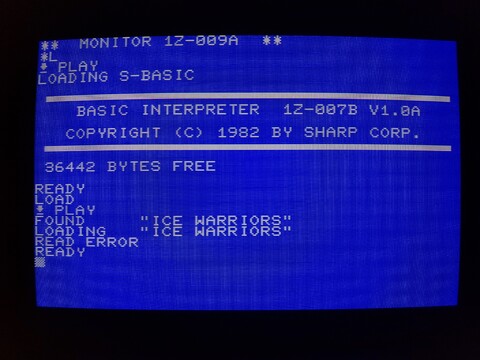 ** MONITOR 1Z-009A **
*L
⏏ PLAY
LOADING S-BASIC
BASIC INTERPRETER 1Z-007B V1.0A
COPYRIGHT (C) 1982 BY SHARP CORP.
36442 BYTES FREE
READY
LOAD
⏏ PLAY
FOUND "ICE WARRIORS"
LOADING "ICE WARRIORS"
READ ERROR
READY